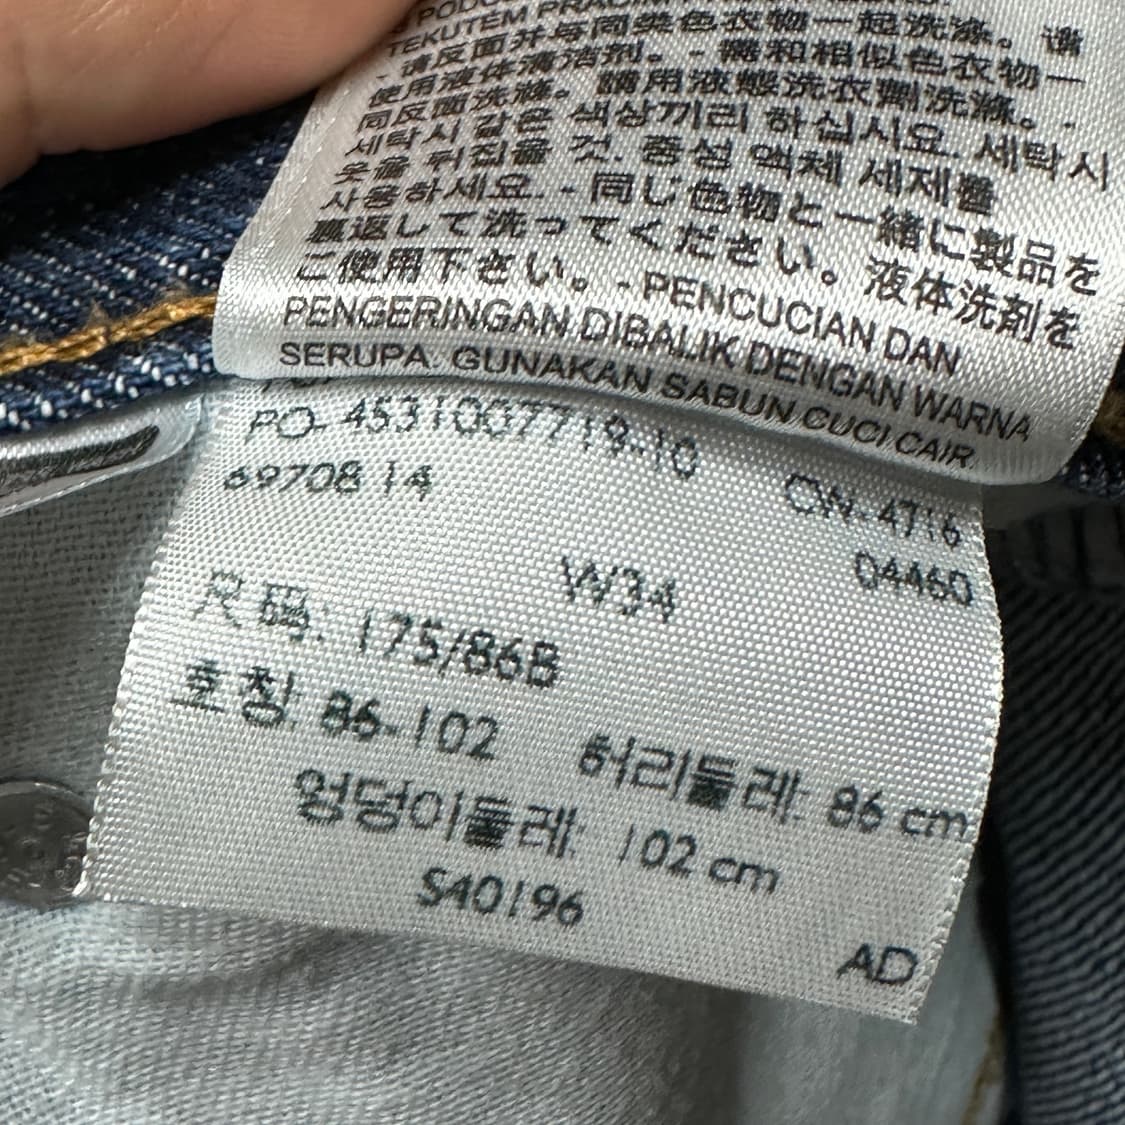 TEKUTEM PRACÍM
- 请反面并与同类色衣物一起洗涤。请
使用液体清洁剂。- 需和相似色衣物一
同反面洗滌。請用液態洗衣劑洗滌。-
세탁시 같은 색상끼리 하십시요. 세탁시
옷을 뒤집을 것. 중성 액체 세제를
사용하세요. - 同じ色物と一緒に製品を
裏返して洗ってください。液体洗剤を
ご使用下さい。- PENCUCIAN DAN
PENGERINGAN DIBALIK DENGAN WARNA
SERUPA. GUNAKAN SABUN CUCI CAIR.
PO- 4531007719-10
69708 14 CW-4716
W34 04460
尺码: 175/86B
호칭: 86-102 허리둘레: 86 cm
엉덩이둘레: 102 cm
S40196
AD